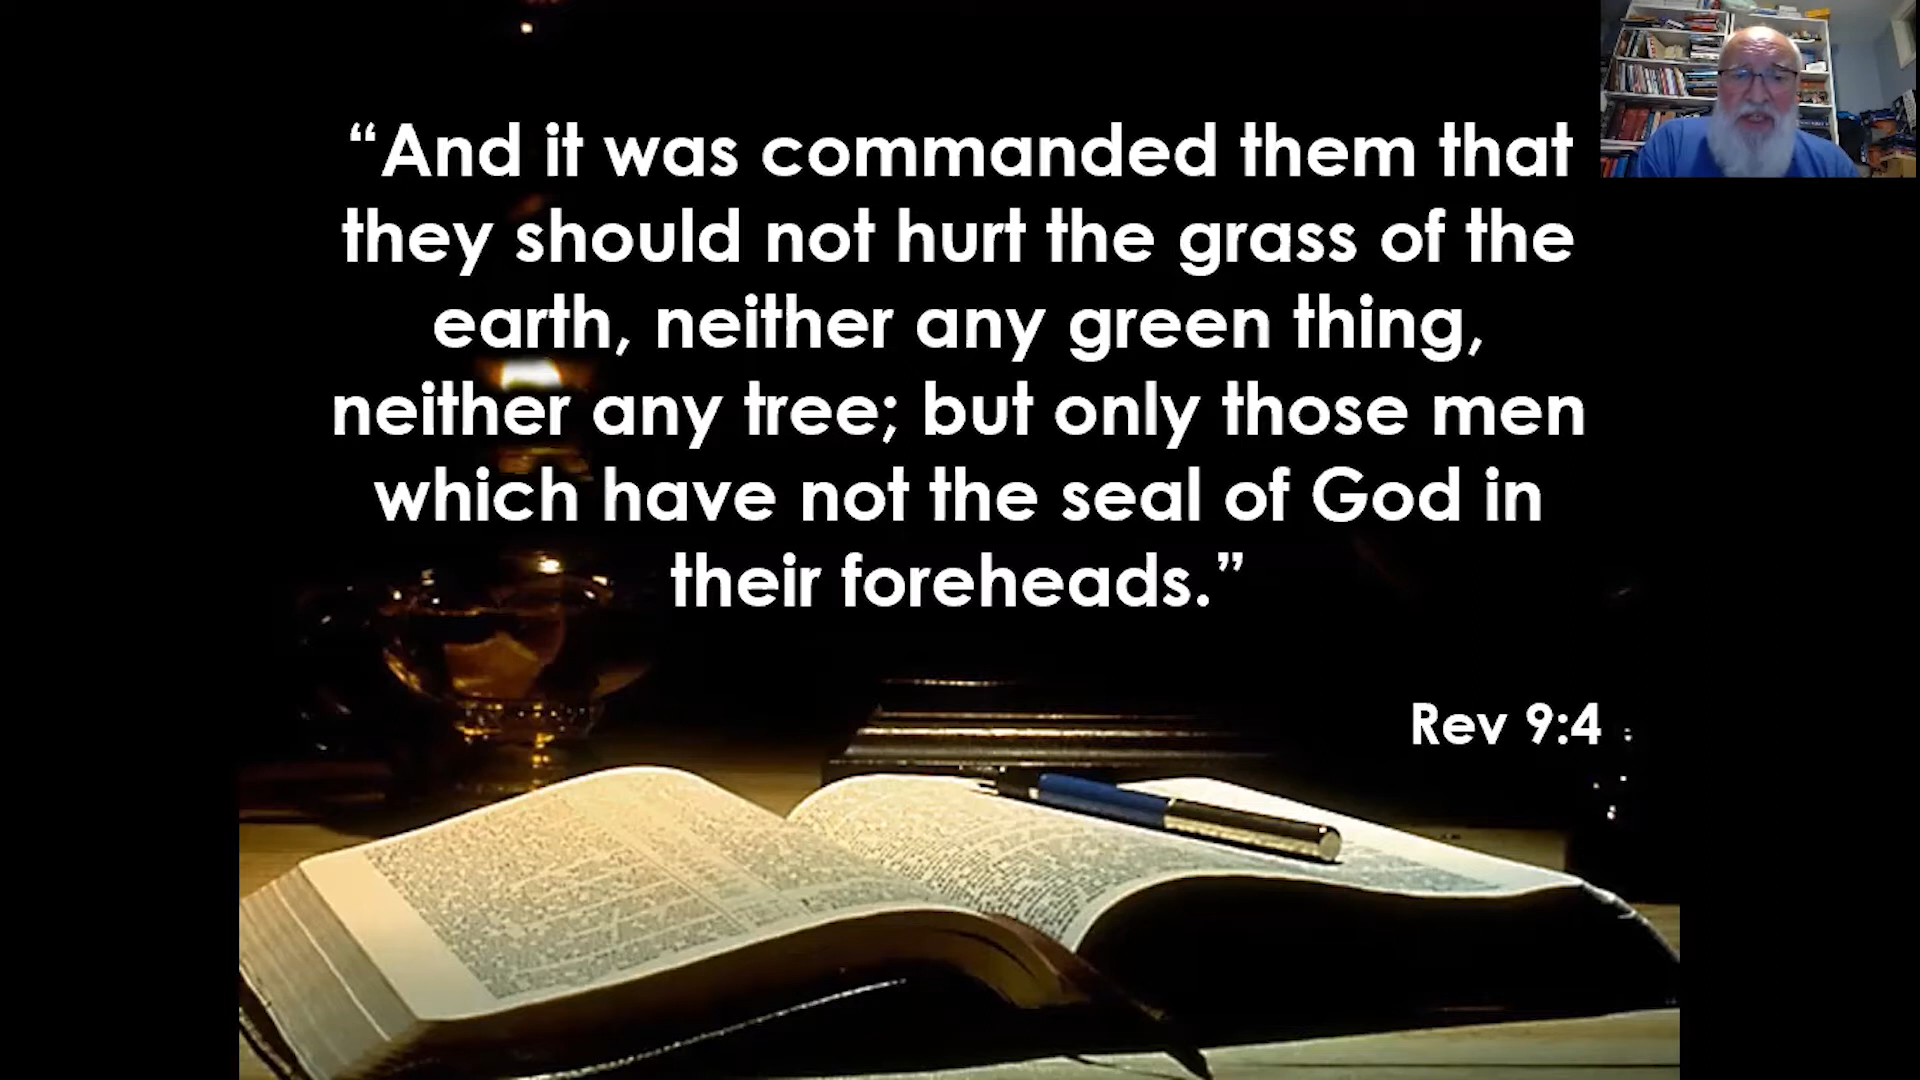 “And it was commanded them that
they should not hurt the grass of the
earth, neither any green thing,
neither any tree; but only those men
which have not the seal of God in
their foreheads.”
Rev 9:4